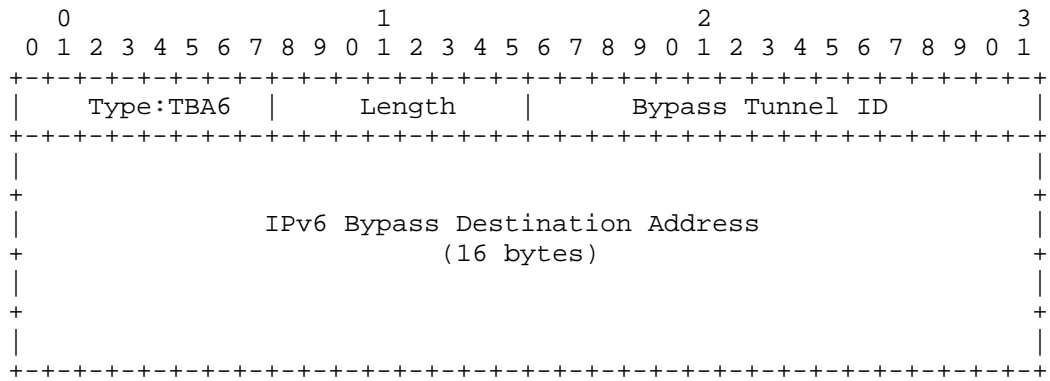 0                   1                   2                   3
0 1 2 3 4 5 6 7 8 9 0 1 2 3 4 5 6 7 8 9 0 1 2 3 4 5 6 7 8 9 0 1
+-+-+-+-+-+-+-+-+-+-+-+-+-+-+-+-+-+-+-+-+-+-+-+-+-+-+-+-+-+-+-+-+
|    Type:TBA6  |     Length    |      Bypass Tunnel ID         |
+-+-+-+-+-+-+-+-+-+-+-+-+-+-+-+-+-+-+-+-+-+-+-+-+-+-+-+-+-+-+-+-+
|                                                               |
+                                                               +
|               IPv6 Bypass Destination Address                 |
+                          (16 bytes)                           +
|                                                               |
+                                                               +
|                                                               |
+-+-+-+-+-+-+-+-+-+-+-+-+-+-+-+-+-+-+-+-+-+-+-+-+-+-+-+-+-+-+-+-+